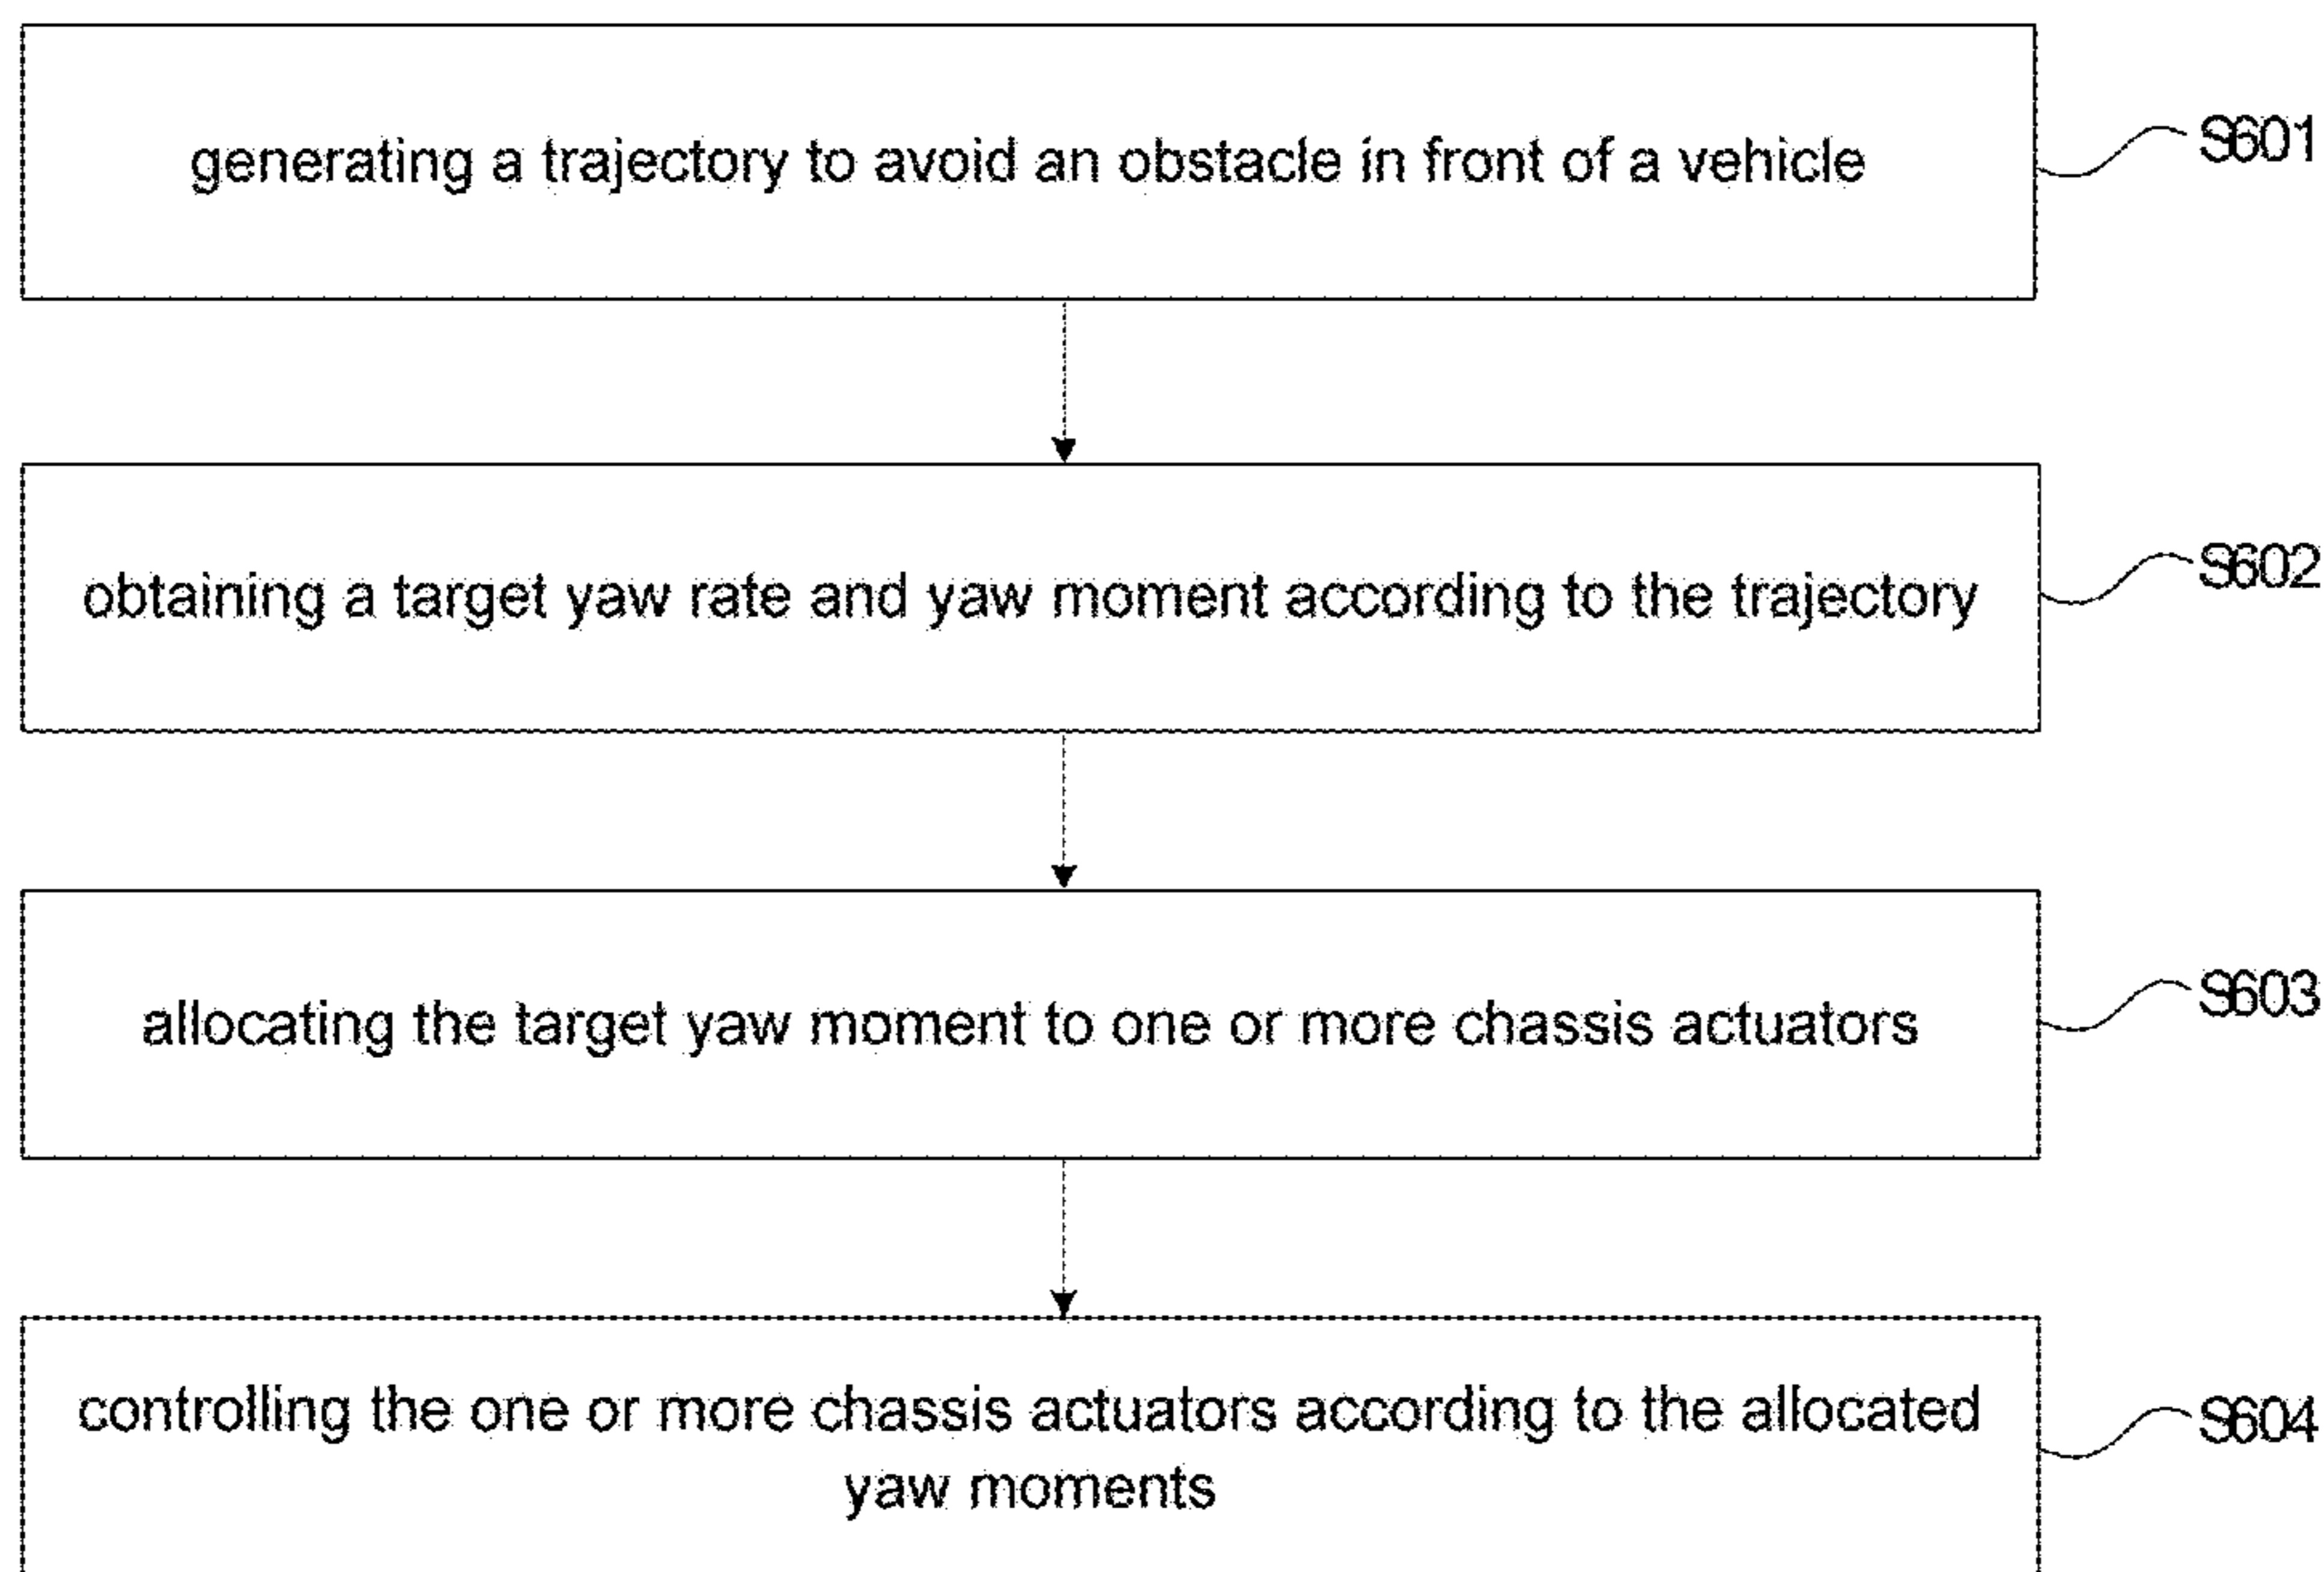 generating a trajectory to avoid an obstacle in front of a vehicle
S601
obtaining a target yaw rate and yaw moment according to the trajectory
S602
allocating the target yaw moment to one or more chassis actuators
S603
controlling the one or more chassis actuators according to the allocated
yaw moments
S604